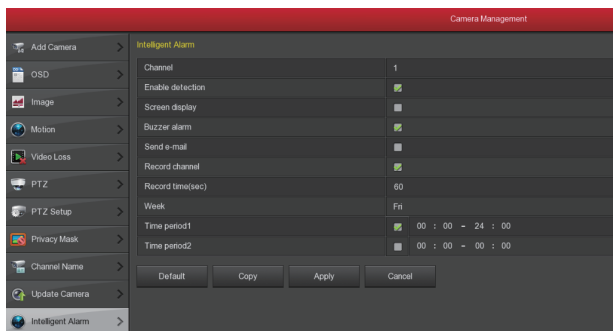 Camera Management
Add Camera
OSD
Image
Motion
Video Loss
PTZ
PTZ Setup
Privacy Mask
Channel Name
Update Camera
Intelligent Alarm
Intelligent Alarm
Channel 1
Enable detection
Screen display
Buzzer alarm
Send e-mail
Record channel
Record time(sec) 60
Week Fri
Time period1 00 : 00 - 24 : 00
Time period2 00 : 00 - 00 : 00
Default Copy Apply Cancel